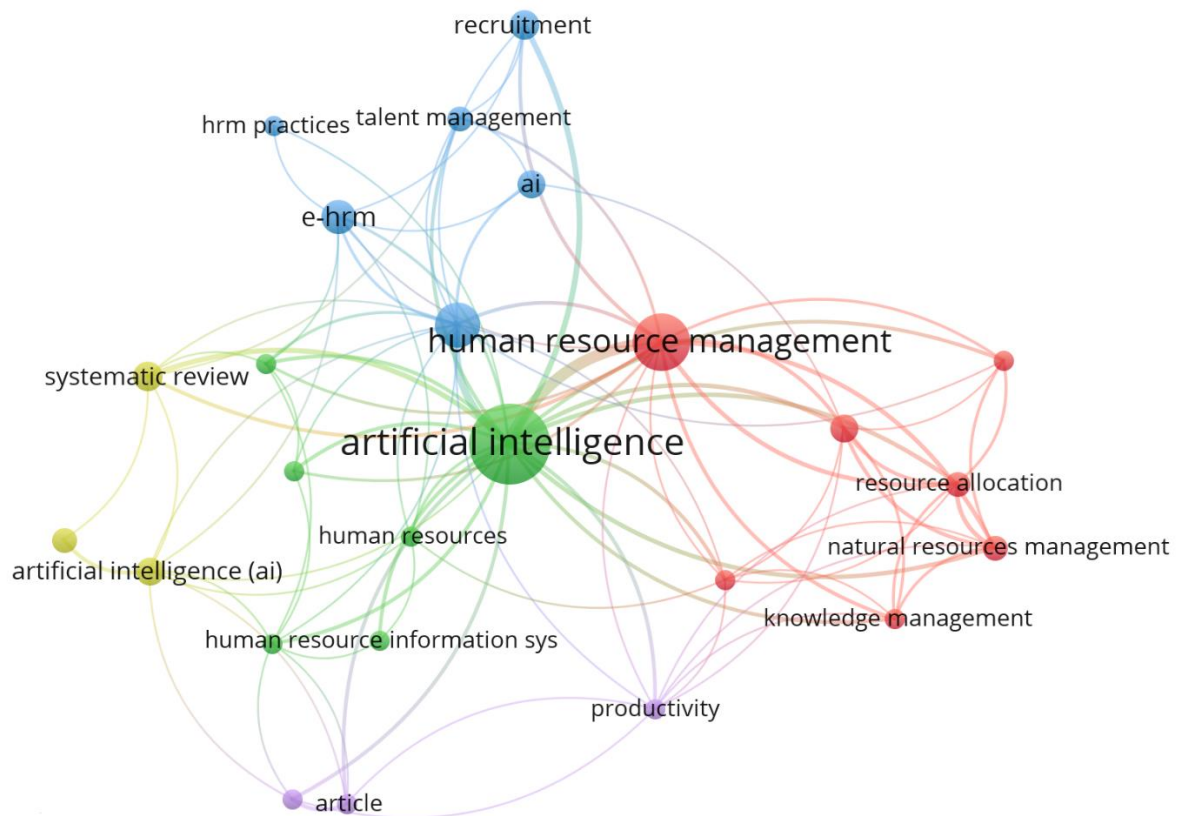 recruitment
talent management
hrm practices
ai
e-hrm
human resource management
systematic review
artificial intelligence
resource allocation
human resources
natural resources management
artificial intelligence (ai)
knowledge management
human resource information sys
productivity
article